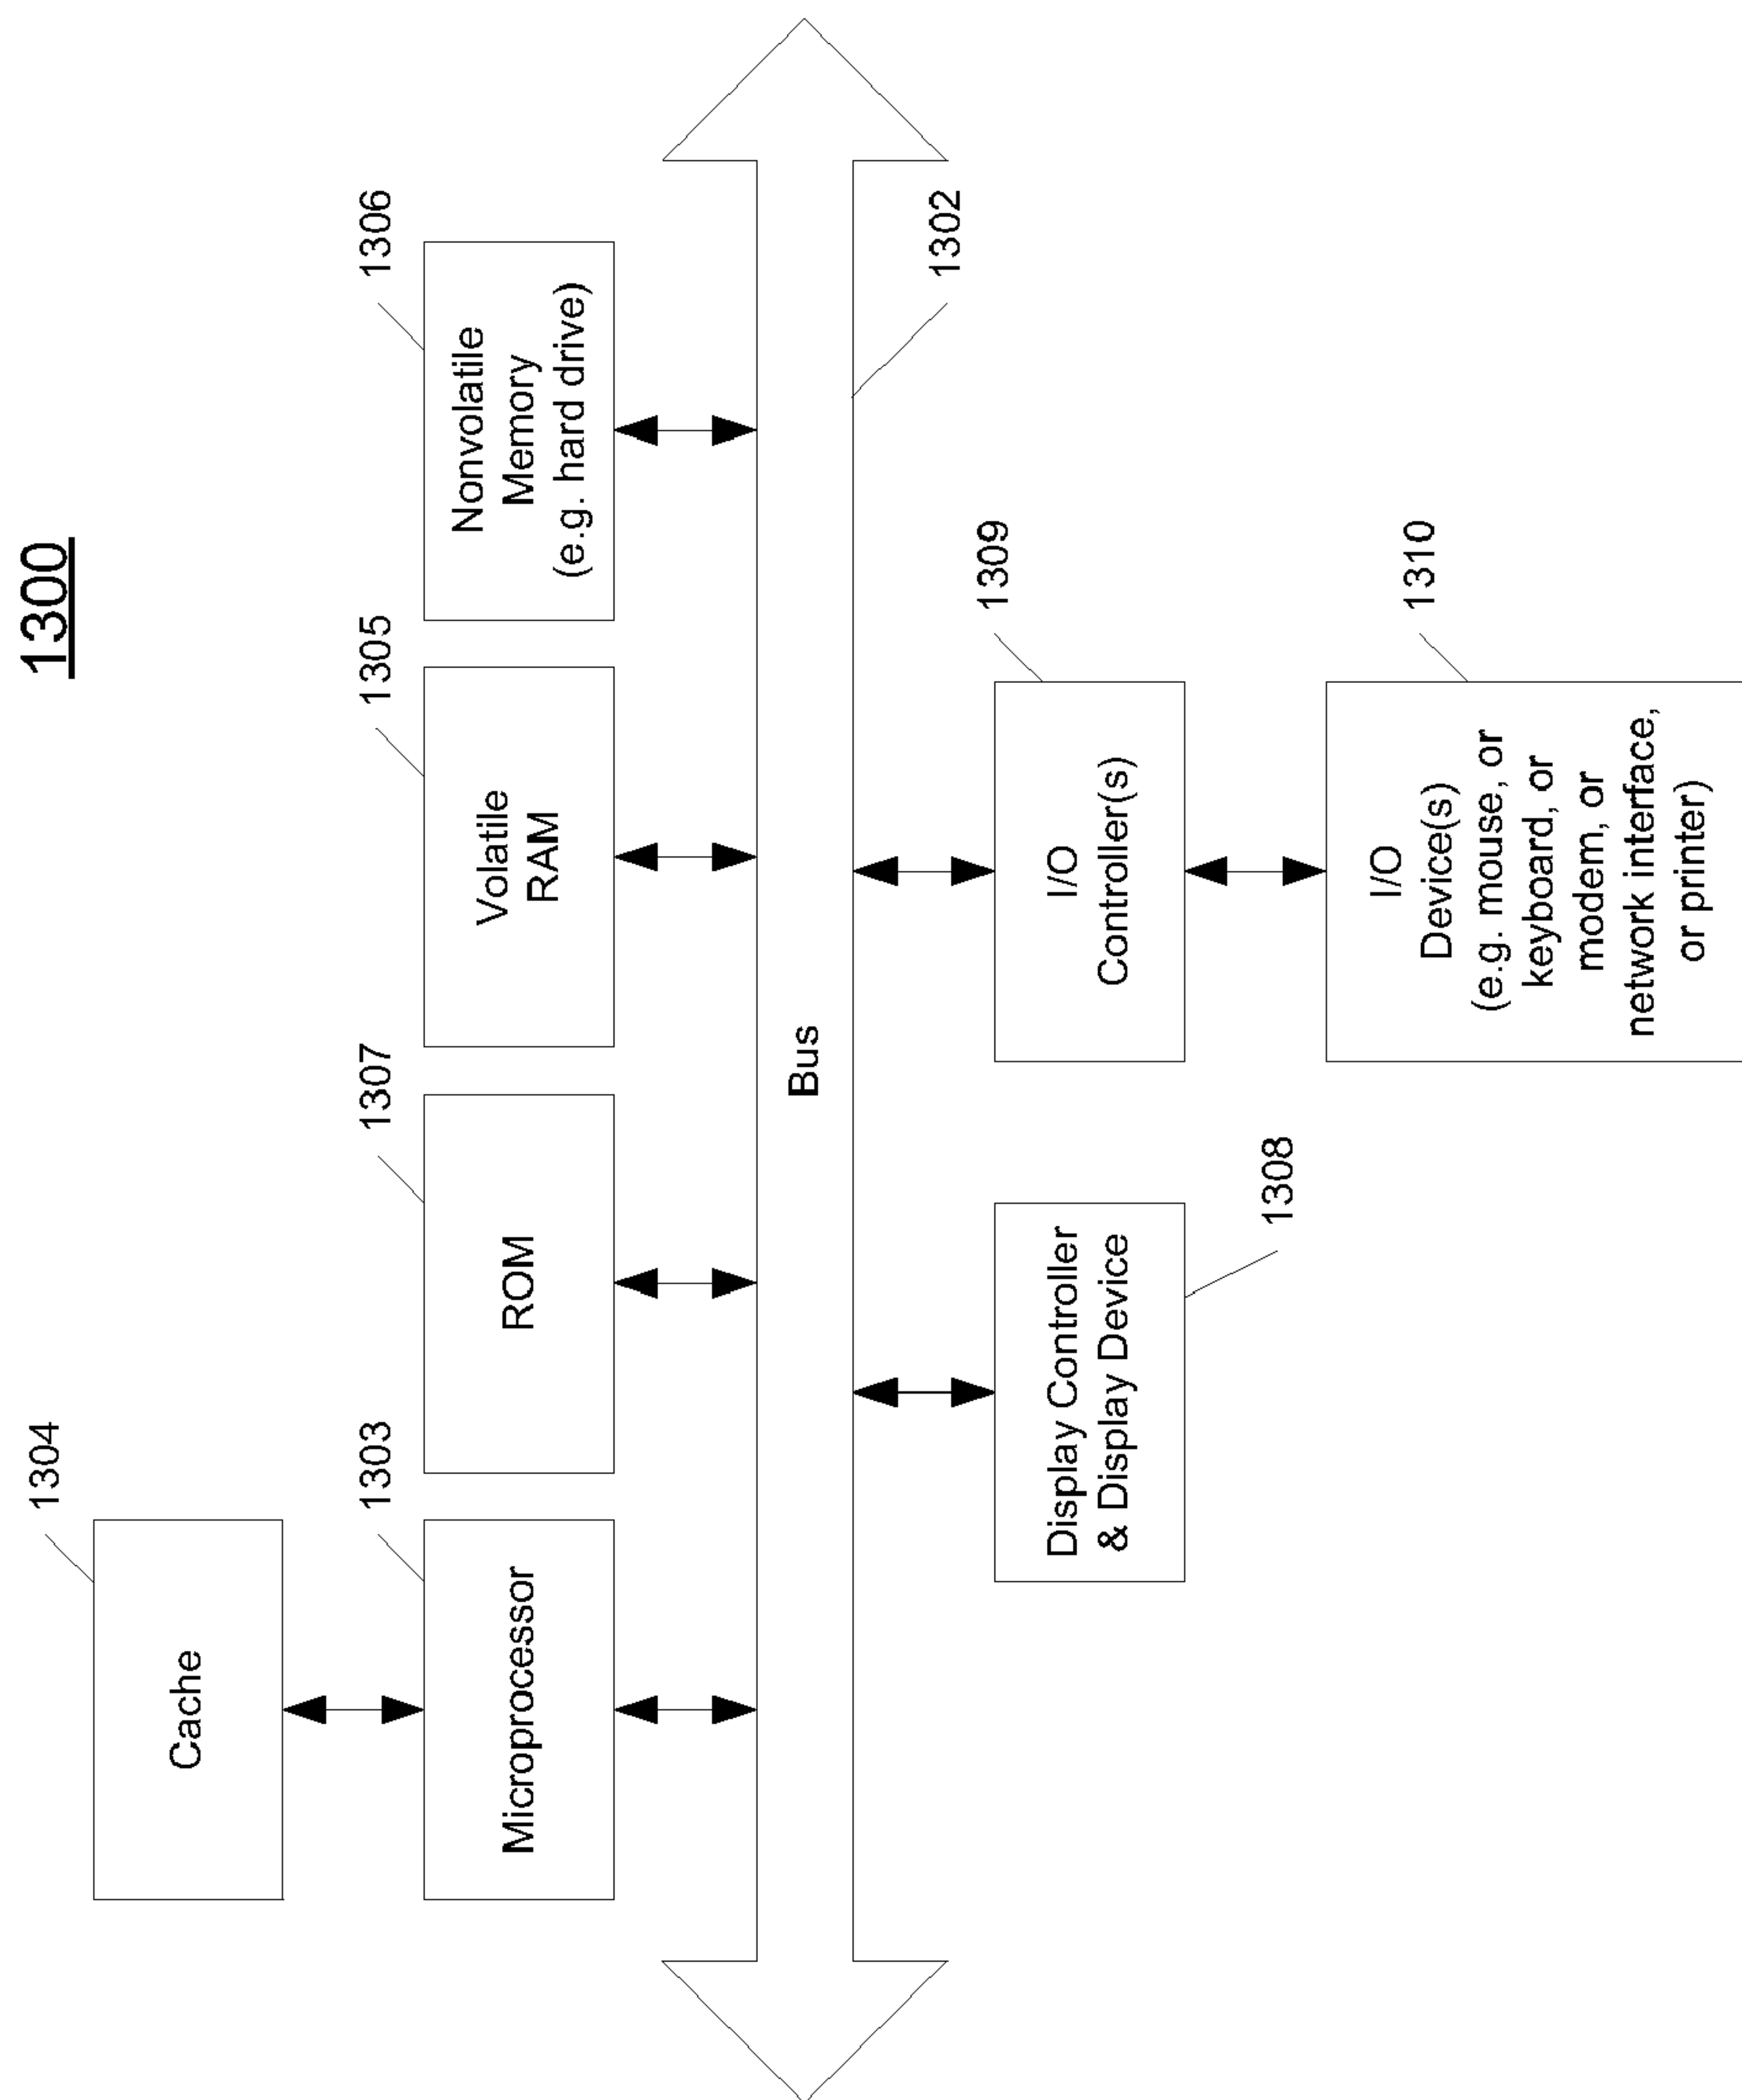 1300
1304
Cache
1303
1307
1305
1306
Microprocessor
ROM
Volatile
RAM
Nonvolatile
Memory
(e.g. hard drive)
Bus
1302
Display Controller
& Display Device
1308
I/O
Controller(s)
1309
I/O
Device(s)
(e.g. mouse, or
keyboard, or
modem, or
network interface,
or printer)
1310